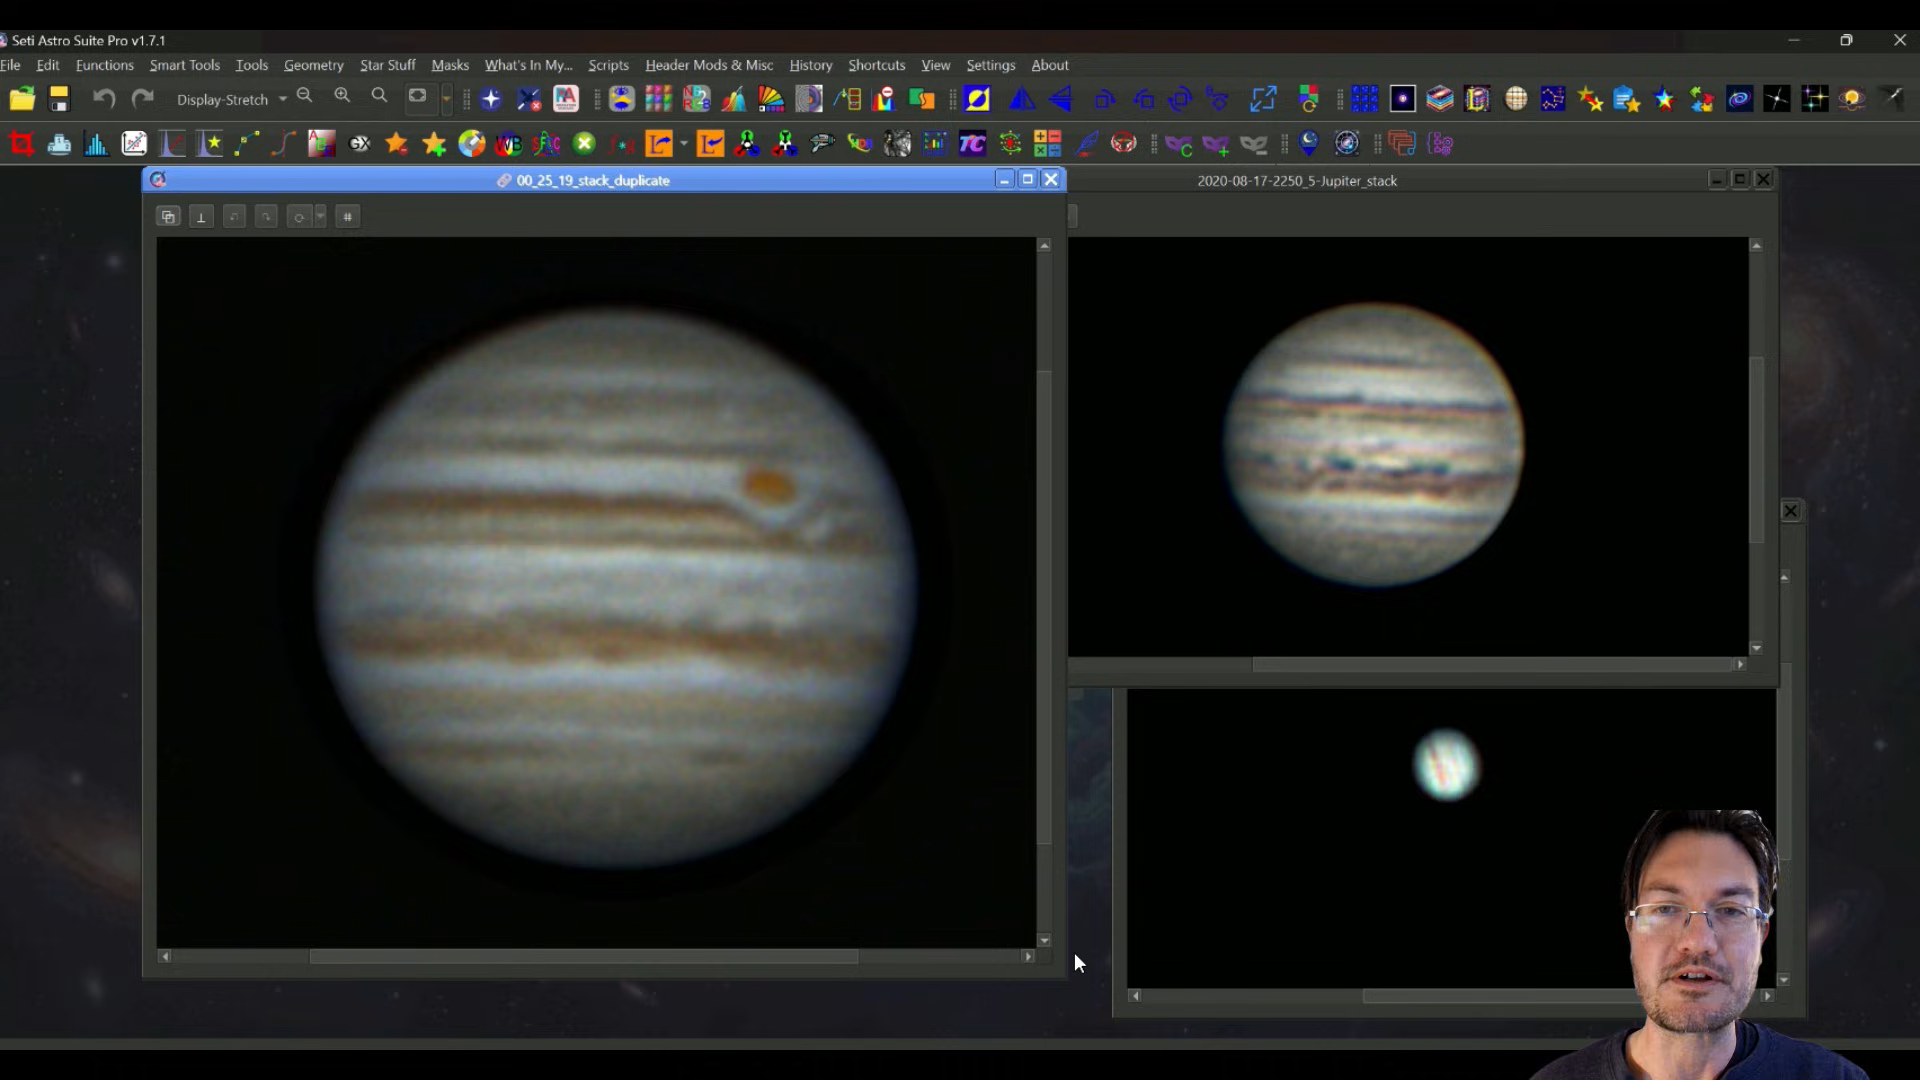 Seti Astro Suite Pro v1.7.1
File Edit Functions Smart Tools Tools Geometry Star Stuff Masks What's In My... Scripts Header Mods & Misc History Shortcuts View Settings About
Display-Stretch
00_25_19_stack_duplicate
2020-08-17-2250_5-Jupiter_stack